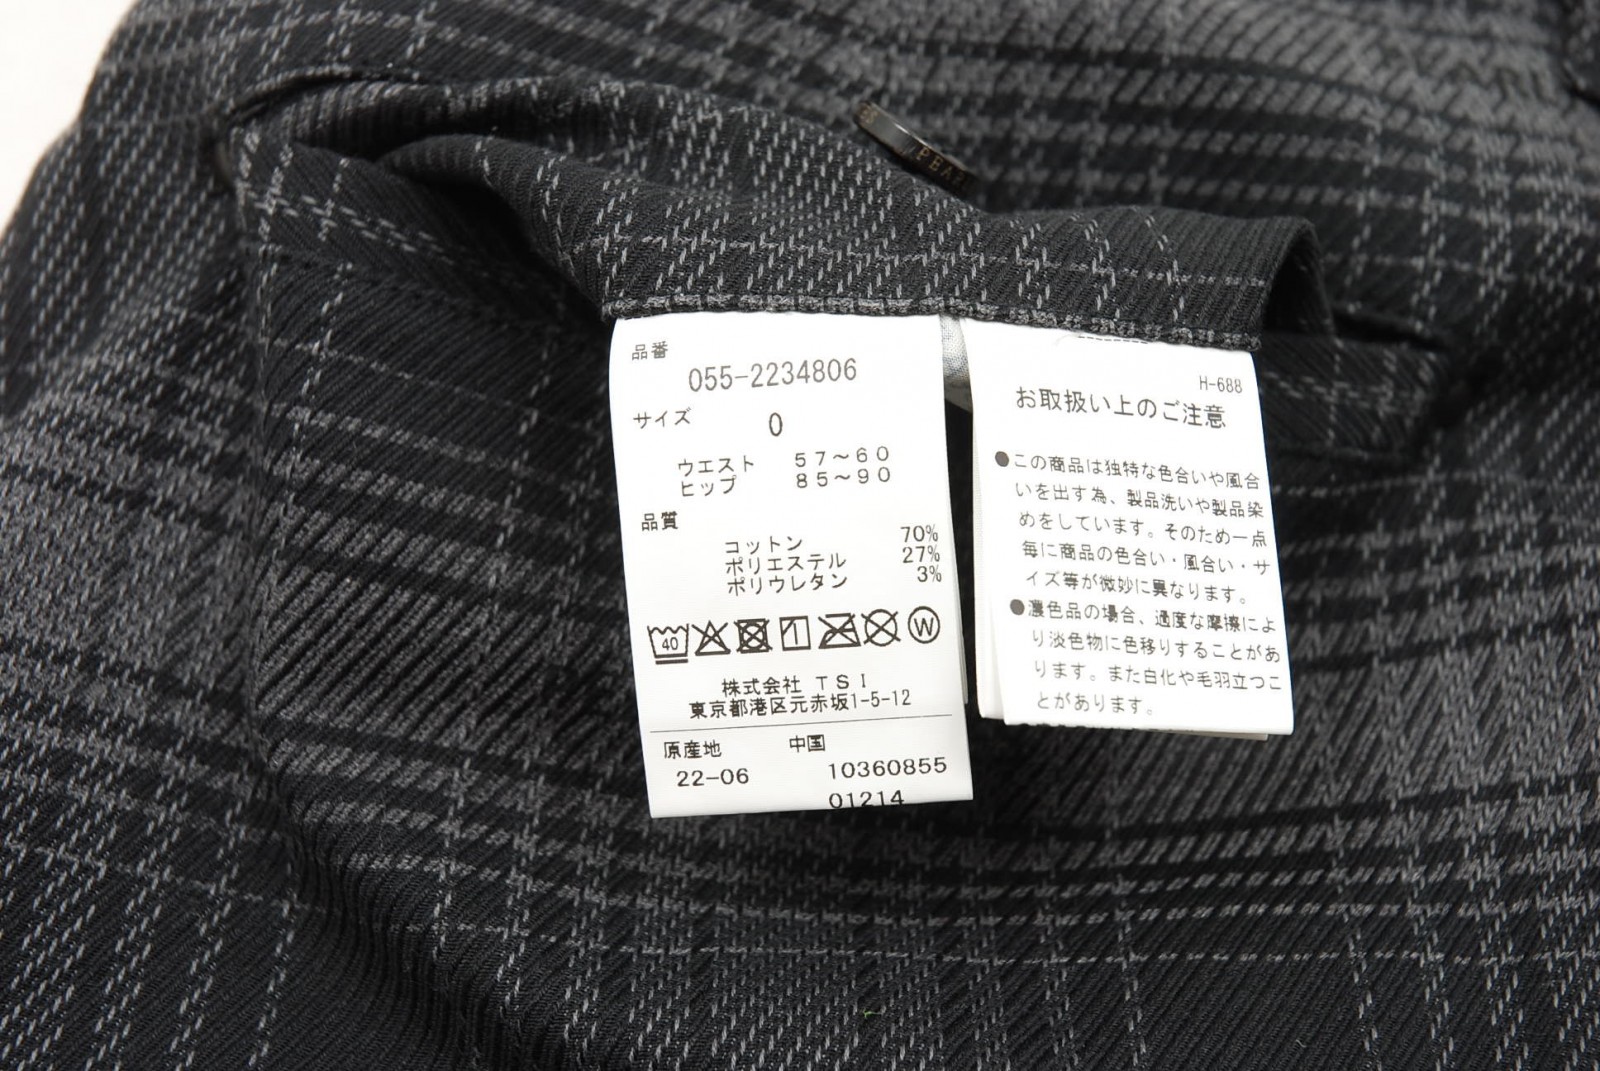 PEAR
品番
055-2234806
サイズ
0
ウエスト 57〜60
ヒップ 85〜90
品質
コットン 70%
ポリエステル 27%
ポリウレタン 3%
40
W
株式会社 TSI
東京都港区元赤坂1-5-12
原産地 中国
22-06 10360855
01214
H-688
お取扱い上のご注意
●この商品は独特な色合いや風合
いを出す為、製品洗いや製品染
めをしています。そのため一点
毎に商品の色合い・風合い・サ
イズ等が微妙に異なります。
●濃色品の場合、過度な摩擦によ
り淡色物に色移りすることがあ
ります。また白化や毛羽立つこ
とがあります。